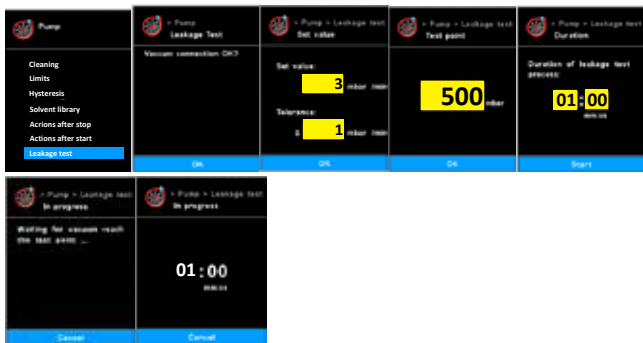 Pump
Cleaning
Limits
Hysteresis
Solvent library
Acrions after stop
Actions after start
Leakage test
> Pump
Leakage Test
Vacuum connection OK?
OK
> Pump > Leakage test
Set value
Set value:
3 mbar /min
Tolerance:
± 1 mbar /min
OK
> Pump > Leakage test
Test point
500 mbar
OK
> Pump > Leakage test
Duration
Duration of leakage test
process:
01:00
mm:ss
Start
> Pump > Leakage test
In progress
Waiting for vacuum reach
the test point ...
Cancel
> Pump > Leakage test
In progress
01:00
mm:ss
Cancel